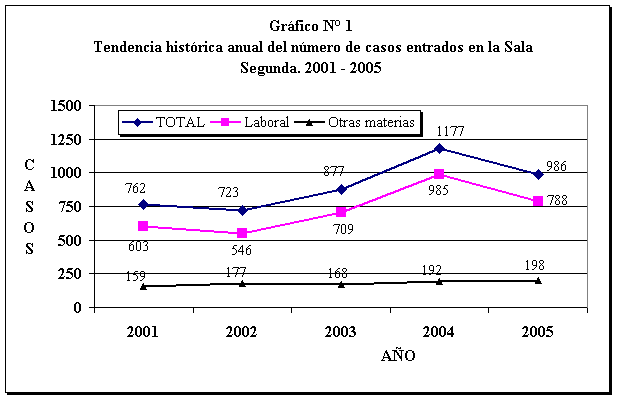 Gráfico Nº 1
Tendencia histórica anual del número de casos entrados en la Sala
Segunda. 2001 - 2005
TOTAL Laboral Otras materias
CASOS
1500
1250
1000
750
500
250
0
762 723 877 1177 986
603 546 709 985 788
159 177 168 192 198
2001 2002 2003 2004 2005
AÑO